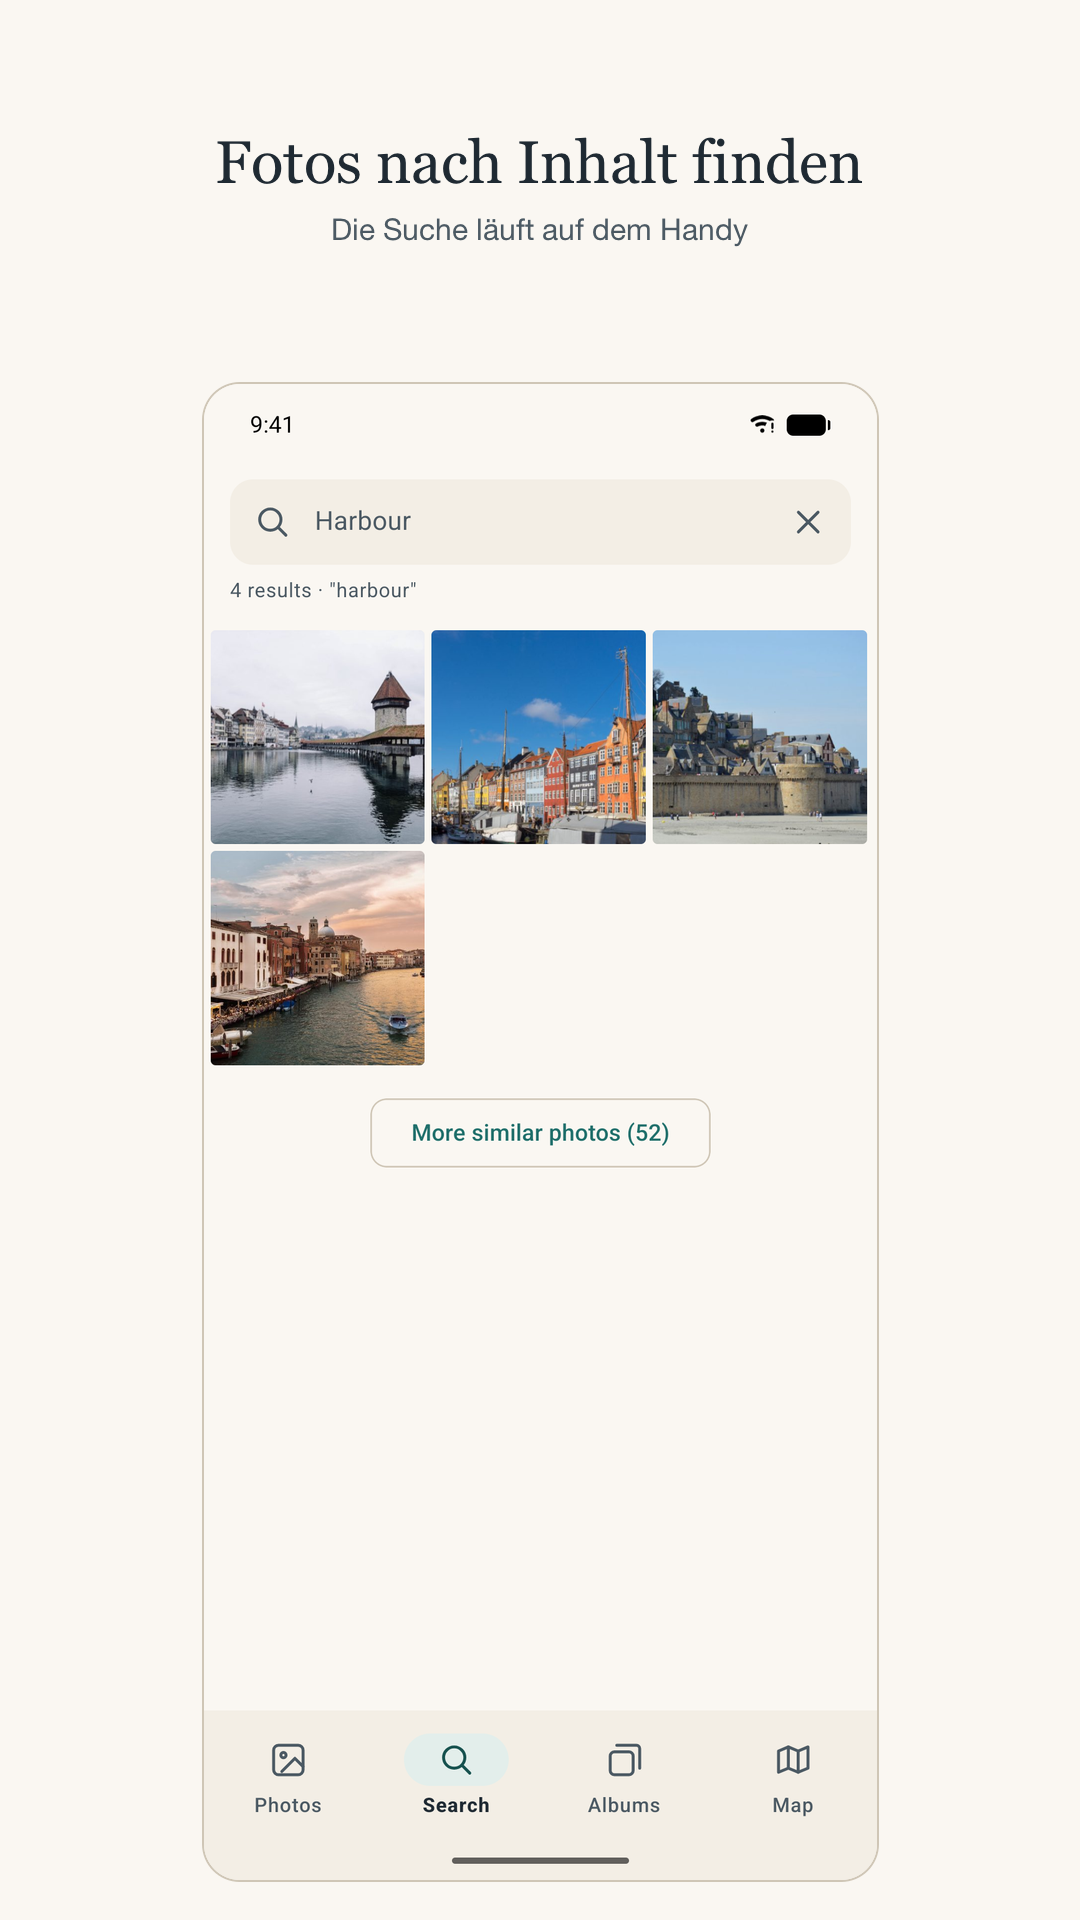 Fotos nach Inhalt finden
Die Suche läuft auf dem Handy
9:41
Harbour
4 results · "harbour"
More similar photos (52)
Photos
Search
Albums
Map